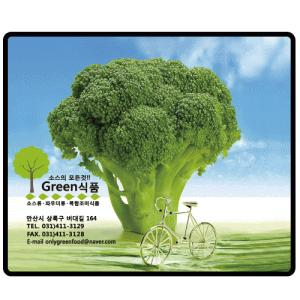 소스의 모든것!!
Green식품
소스류·파우더류·복합조미식품
안산시 상록구 버대길 164
TEL. 031)411-3129
FAX. 031)411-3128
E-mail onlygreenfood@naver.com